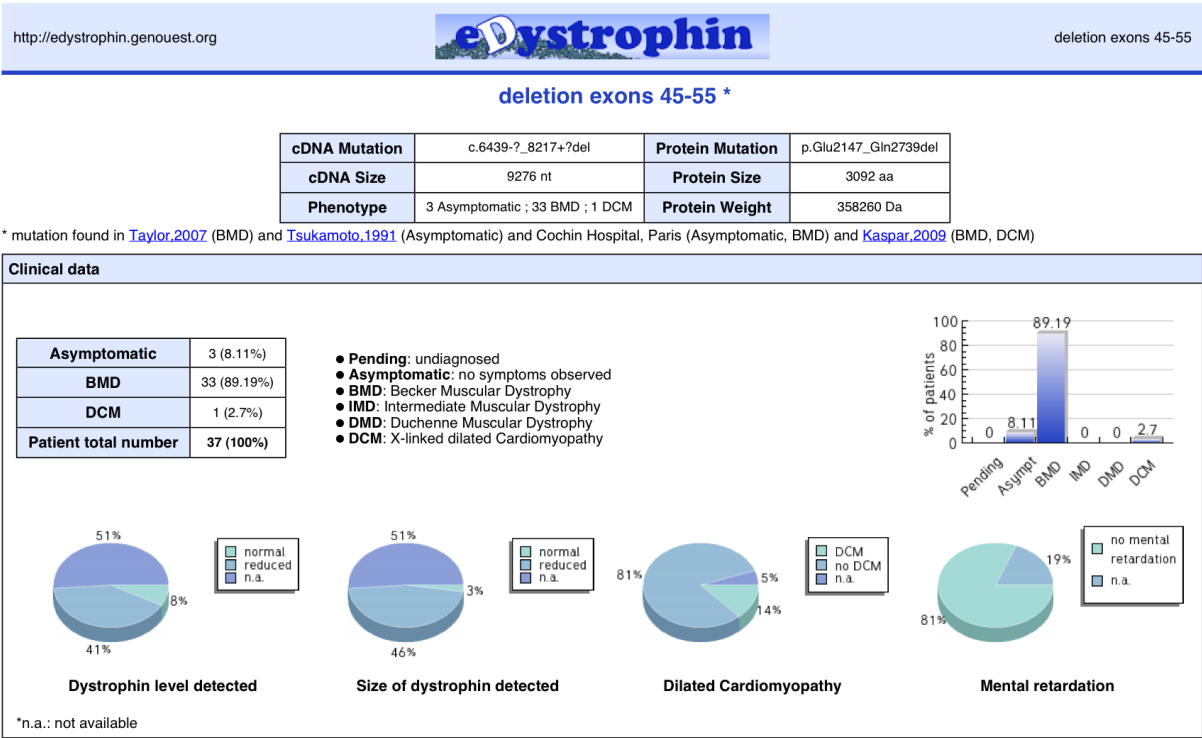 http://edystrophin.genouest.org
eDystrophin
deletion exons 45-55
deletion exons 45-55 *
cDNA Mutation c.6439-?_8217+?del Protein Mutation p.Glu2147_Gln2739del
cDNA Size 9276 nt Protein Size 3092 aa
Phenotype 3 Asymptomatic ; 33 BMD ; 1 DCM Protein Weight 358260 Da
* mutation found in Taylor,2007 (BMD) and Tsukamoto,1991 (Asymptomatic) and Cochin Hospital, Paris (Asymptomatic, BMD) and Kaspar,2009 (BMD, DCM)
Clinical data
Asymptomatic 3 (8.11%)
BMD 33 (89.19%)
DCM 1 (2.7%)
Patient total number 37 (100%)
● Pending: undiagnosed
● Asymptomatic: no symptoms observed
● BMD: Becker Muscular Dystrophy
● IMD: Intermediate Muscular Dystrophy
● DMD: Duchenne Muscular Dystrophy
● DCM: X-linked dilated Cardiomyopathy
% of patients
100
80
60
40
20
0
0 8.11 89.19 0 0 2.7
Pending Asympt BMD IMD DMD DCM
51%
8%
41%
normal
reduced
n.a.
Dystrophin level detected
51%
3%
46%
normal
reduced
n.a.
Size of dystrophin detected
81%
5%
14%
DCM
no DCM
n.a.
Dilated Cardiomyopathy
19%
81%
no mental
retardation
n.a.
Mental retardation
*n.a.: not available